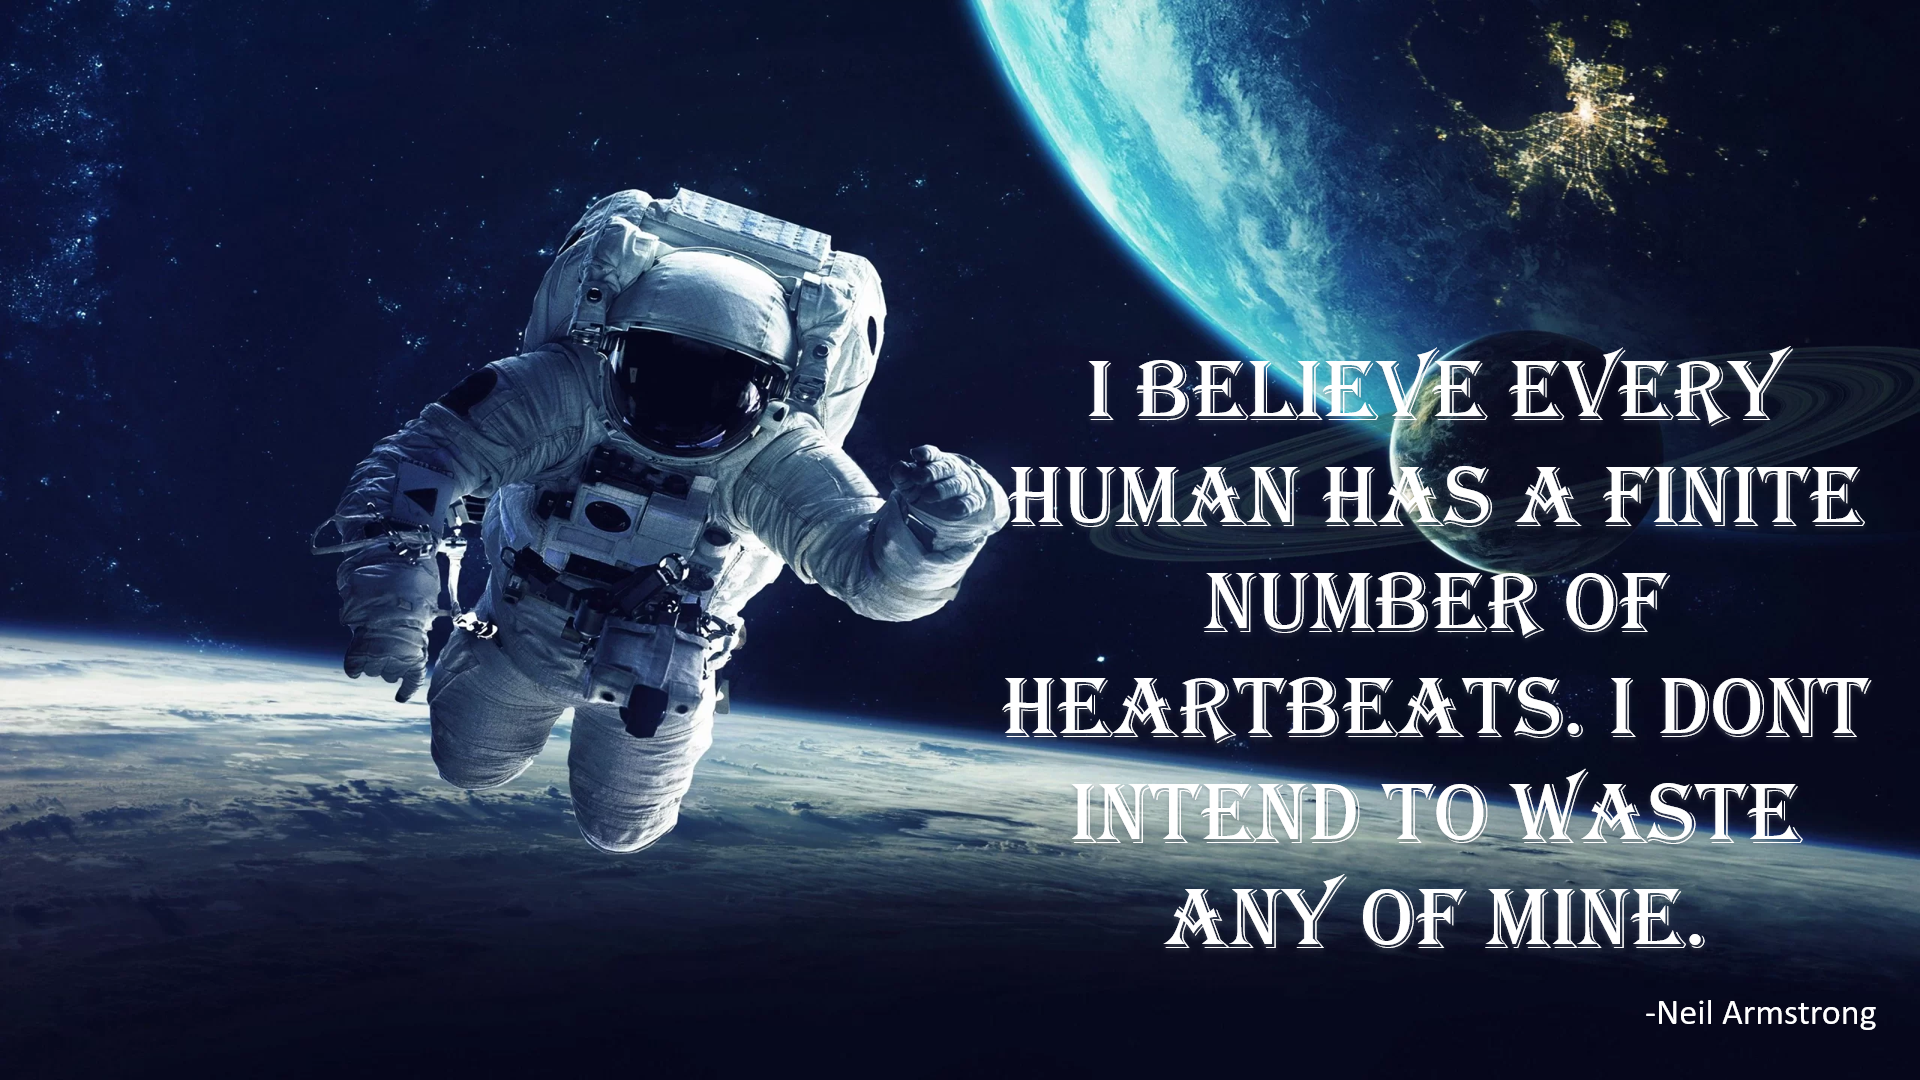 I BELIEVE EVERY
HUMAN HAS A FINITE
NUMBER OF
HEARTBEATS. I DONT
INTEND TO WASTE
ANY OF MINE.
-Neil Armstrong